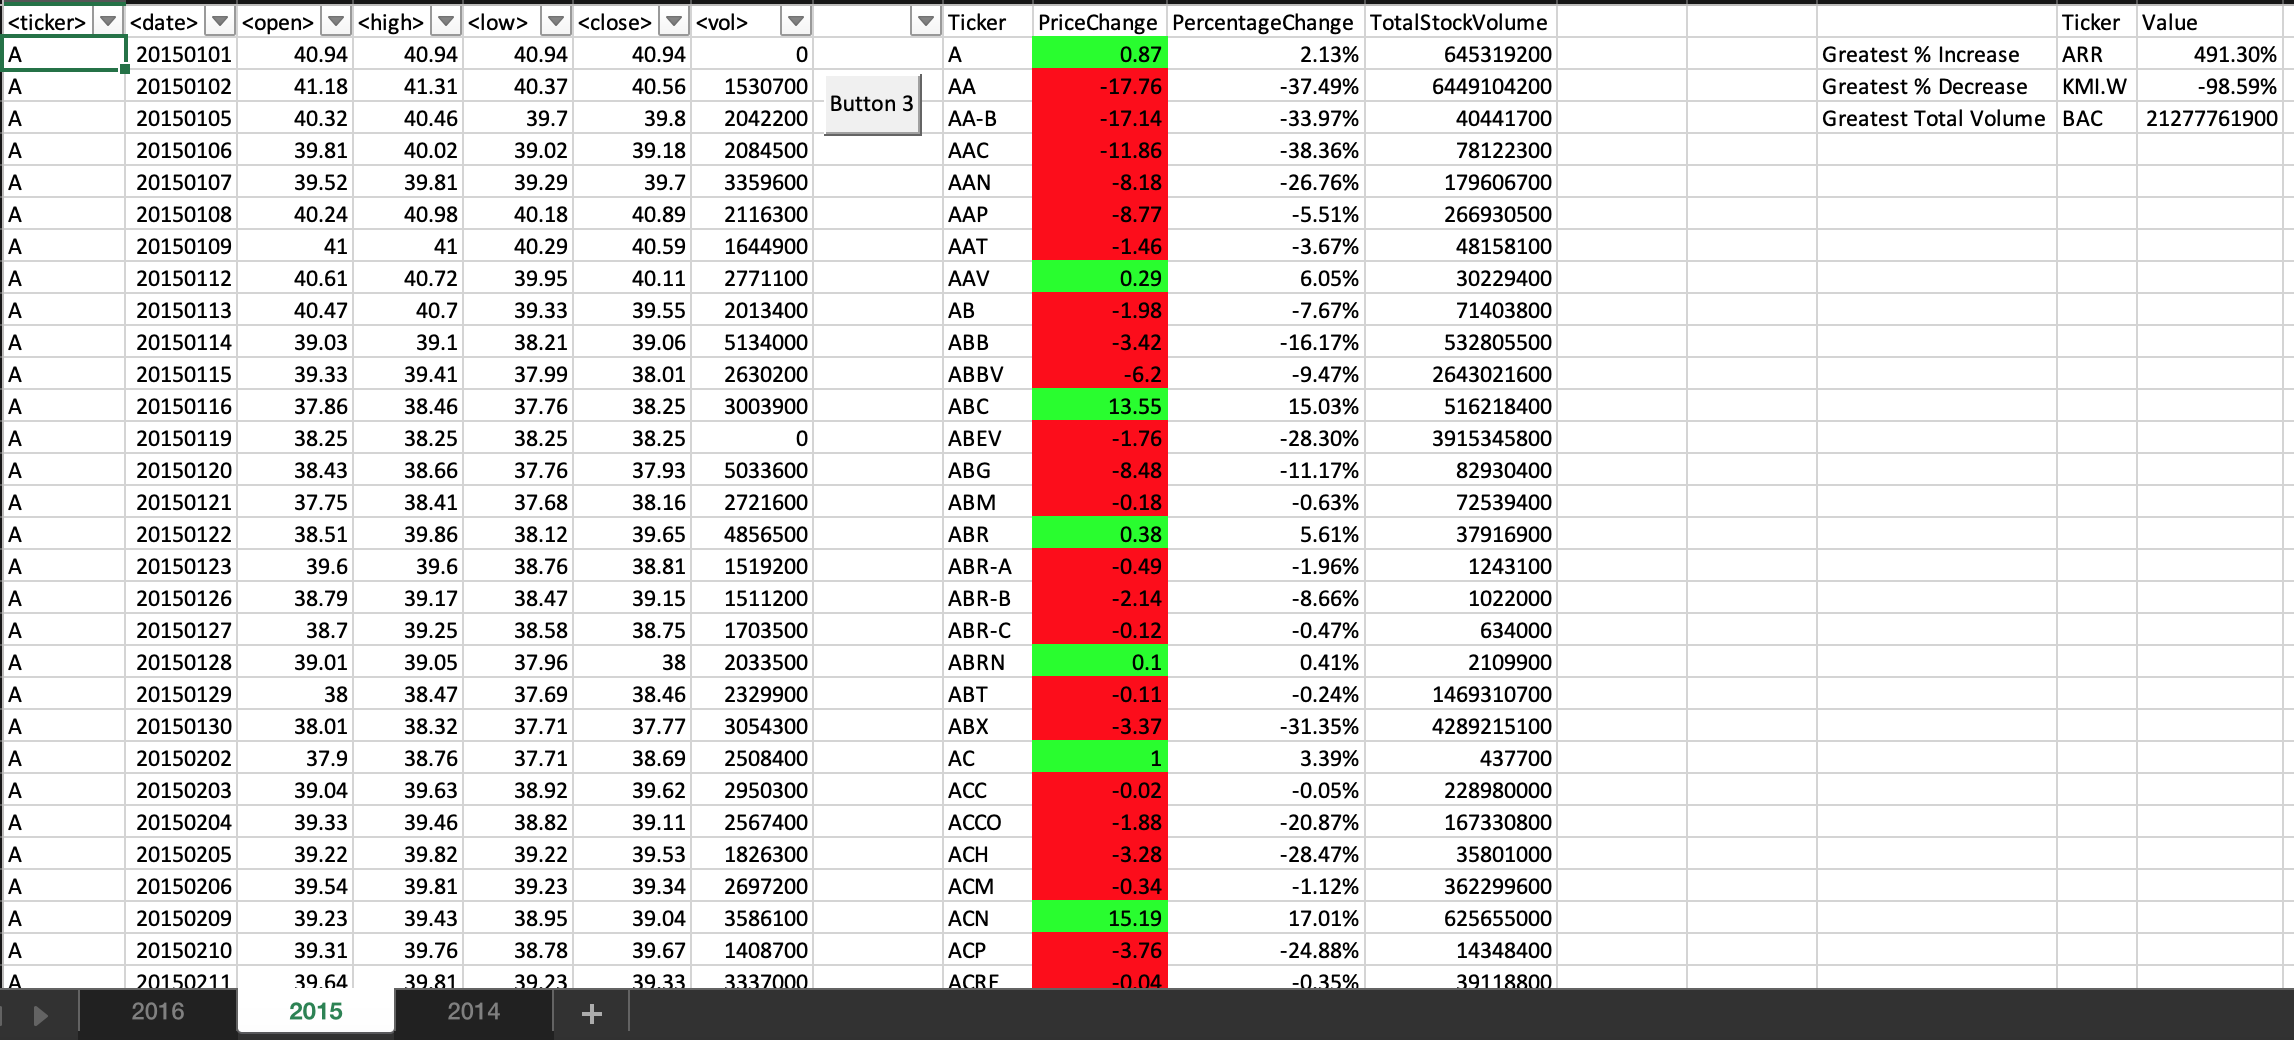 <ticker> <date> <open> <high> <low> <close> <vol> Ticker PriceChange PercentageChange TotalStockVolume Ticker Value
A 20150101 40.94 40.94 40.94 40.94 0 A 0.87 2.13% 645319200 Greatest % Increase ARR 491.30%
A 20150102 41.18 41.31 40.37 40.56 1530700 AA -17.76 -37.49% 6449104200 Greatest % Decrease KMI.W -98.59%
Button 3
A 20150105 40.32 40.46 39.7 39.8 2042200 AA-B -17.14 -33.97% 40441700 Greatest Total Volume BAC 21277761900
A 20150106 39.81 40.02 39.02 39.18 2084500 AAC -11.86 -38.36% 78122300
A 20150107 39.52 39.81 39.29 39.7 3359600 AAN -8.18 -26.76% 179606700
A 20150108 40.24 40.98 40.18 40.89 2116300 AAP -8.77 -5.51% 266930500
A 20150109 41 41 40.29 40.59 1644900 AAT -1.46 -3.67% 48158100
A 20150112 40.61 40.72 39.95 40.11 2771100 AAV 0.29 6.05% 30229400
A 20150113 40.47 40.7 39.33 39.55 2013400 AB -1.98 -7.67% 71403800
A 20150114 39.03 39.1 38.21 39.06 5134000 ABB -3.42 -16.17% 532805500
A 20150115 39.33 39.41 37.99 38.01 2630200 ABBV -6.2 -9.47% 2643021600
A 20150116 37.86 38.46 37.76 38.25 3003900 ABC 13.55 15.03% 516218400
A 20150119 38.25 38.25 38.25 38.25 0 ABEV -1.76 -28.30% 3915345800
A 20150120 38.43 38.66 37.76 37.93 5033600 ABG -8.48 -11.17% 82930400
A 20150121 37.75 38.41 37.68 38.16 2721600 ABM -0.18 -0.63% 72539400
A 20150122 38.51 39.86 38.12 39.65 4856500 ABR 0.38 5.61% 37916900
A 20150123 39.6 39.6 38.76 38.81 1519200 ABR-A -0.49 -1.96% 1243100
A 20150126 38.79 39.17 38.47 39.15 1511200 ABR-B -2.14 -8.66% 1022000
A 20150127 38.7 39.25 38.58 38.75 1703500 ABR-C -0.12 -0.47% 634000
A 20150128 39.01 39.05 37.96 38 2033500 ABRN 0.1 0.41% 2109900
A 20150129 38 38.47 37.69 38.46 2329900 ABT -0.11 -0.24% 1469310700
A 20150130 38.01 38.32 37.71 37.77 3054300 ABX -3.37 -31.35% 4289215100
A 20150202 37.9 38.76 37.71 38.69 2508400 AC 1 3.39% 437700
A 20150203 39.04 39.63 38.92 39.62 2950300 ACC -0.02 -0.05% 228980000
A 20150204 39.33 39.46 38.82 39.11 2567400 ACCO -1.88 -20.87% 167330800
A 20150205 39.22 39.82 39.22 39.53 1826300 ACH -3.28 -28.47% 35801000
A 20150206 39.54 39.81 39.23 39.34 2697200 ACM -0.34 -1.12% 362299600
A 20150209 39.23 39.43 38.95 39.04 3586100 ACN 15.19 17.01% 625655000
A 20150210 39.31 39.76 38.78 39.67 1408700 ACP -3.76 -24.88% 14348400
A 20150211 39.64 39.81 39.23 39.33 3337000 ACRE -0.04 -0.35% 39118800
2016 2015 2014 +